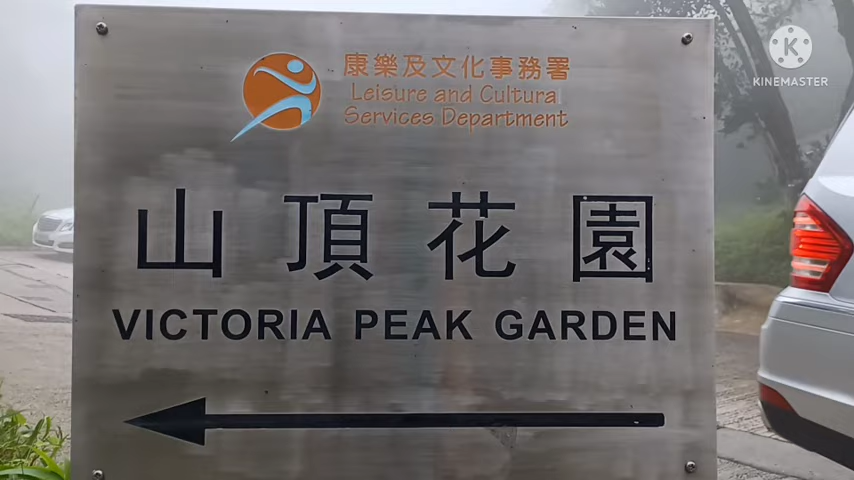 康樂及文化事務署
Leisure and Cultural
Services Department
KINEMASTER
山頂花園
VICTORIA PEAK GARDEN